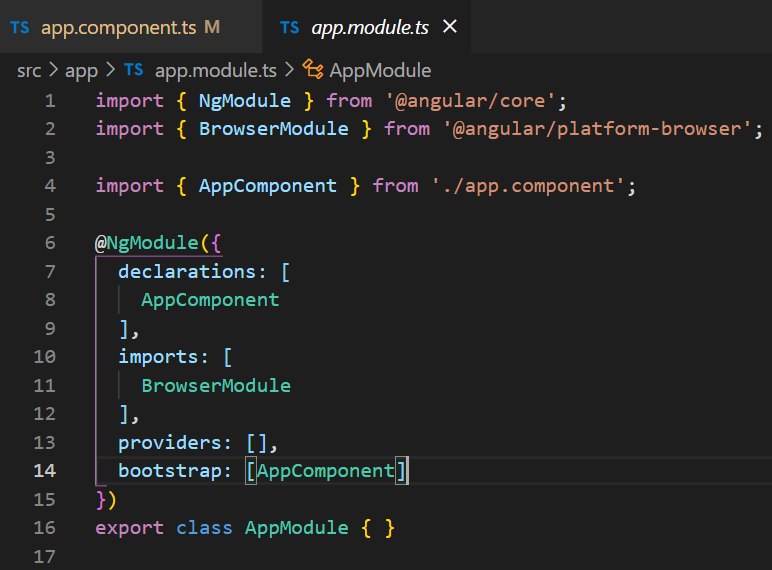 TS app.component.ts M TS app.module.ts ×
src > app > TS app.module.ts > AppModule
1 import { NgModule } from '@angular/core';
2 import { BrowserModule } from '@angular/platform-browser';
3
4 import { AppComponent } from './app.component';
5
6 @NgModule({
7   declarations: [
8     AppComponent
9   ],
10   imports: [
11     BrowserModule
12   ],
13   providers: [],
14   bootstrap: [AppComponent]
15 })
16 export class AppModule { }
17